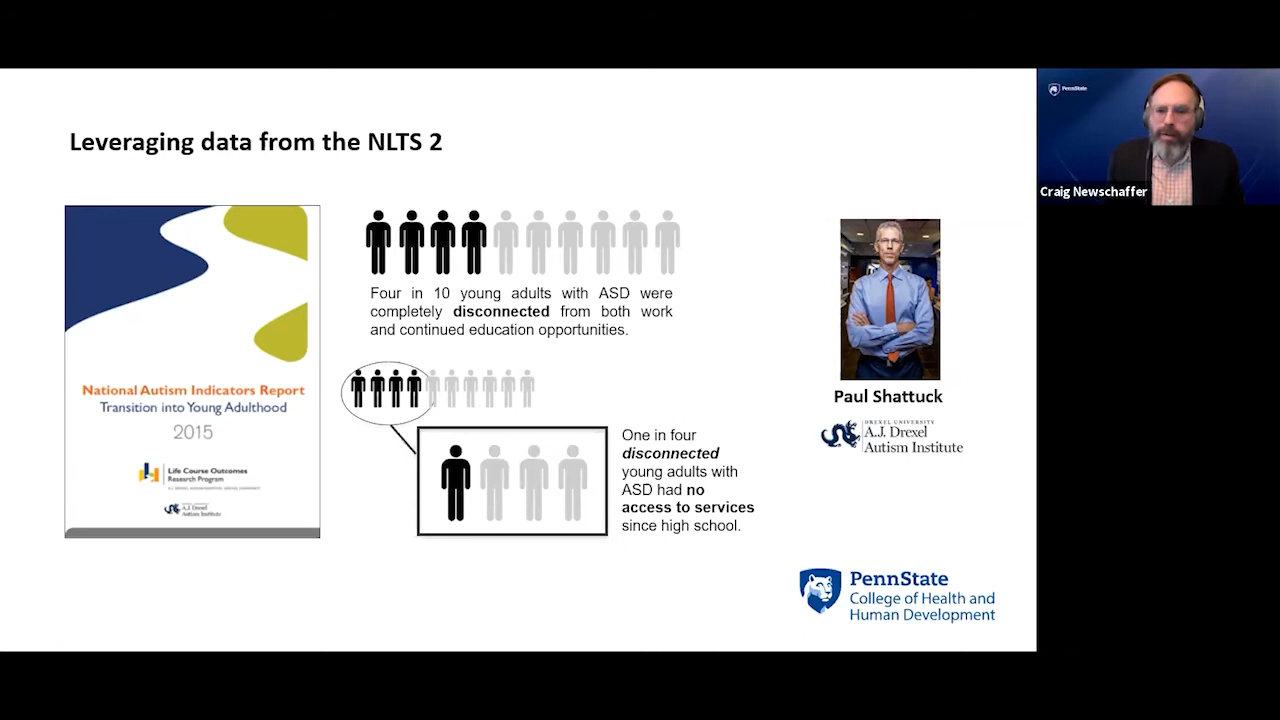 Leveraging data from the NLTS 2
National Autism Indicators Report
Transition into Young Adulthood
2015
Life Course Outcomes
Research Program
A.J. Drexel
Autism Institute
Four in 10 young adults with ASD were
completely disconnected from both work
and continued education opportunities.
One in four
disconnected
young adults with
ASD had no
access to services
since high school.
Paul Shattuck
DREXEL UNIVERSITY
A.J. Drexel
Autism Institute
PennState
College of Health and
Human Development
PennState
Craig Newschaffer